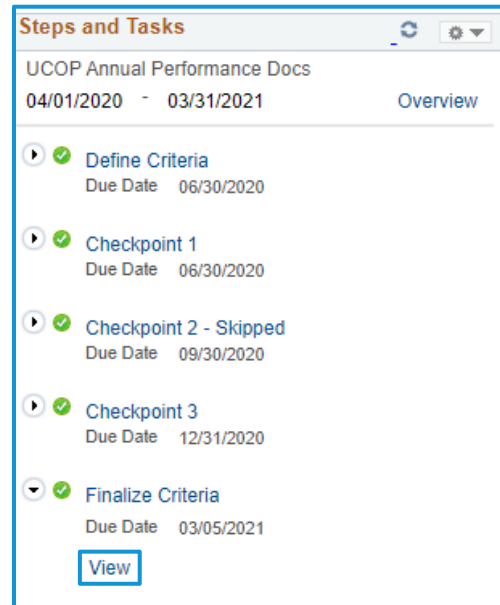 Steps and Tasks
UCOP Annual Performance Docs
04/01/2020 - 03/31/2021 Overview
Define Criteria
Due Date 06/30/2020
Checkpoint 1
Due Date 06/30/2020
Checkpoint 2 - Skipped
Due Date 09/30/2020
Checkpoint 3
Due Date 12/31/2020
Finalize Criteria
Due Date 03/05/2021
View